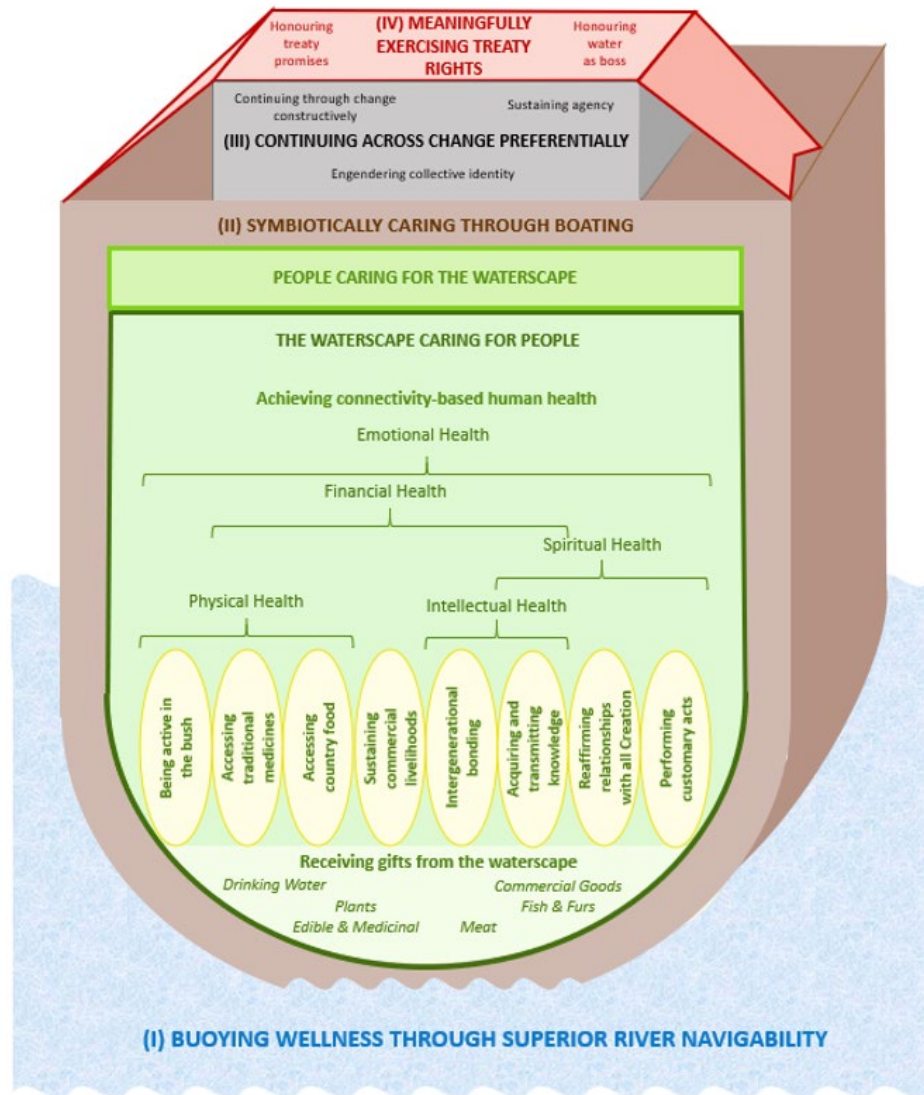 Honouring
treaty
promises
(IV) MEANINGFULLY
EXERCISING TREATY
RIGHTS
Honouring
water
as boss
Continuing through change
constructively
Sustaining agency
(III) CONTINUING ACROSS CHANGE PREFERENTIALLY
Engendering collective identity
(II) SYMBIOTICALLY CARING THROUGH BOATING
PEOPLE CARING FOR THE WATERSCAPE
THE WATERSCAPE CARING FOR PEOPLE
Achieving connectivity-based human health
Emotional Health
Financial Health
Spiritual Health
Physical Health
Intellectual Health
Being active in
the bush
Accessing
traditional
medicines
Accessing
country food
Sustaining
commercial
livelihoods
Intergenerational
bonding
Acquiring and
transmitting
knowledge
Reaffirming
relationships
with all Creation
Performing
customary acts
Receiving gifts from the waterscape
Drinking Water
Commercial Goods
Plants
Fish & Furs
Edible & Medicinal
Meat
(I) BUOYING WELLNESS THROUGH SUPERIOR RIVER NAVIGABILITY